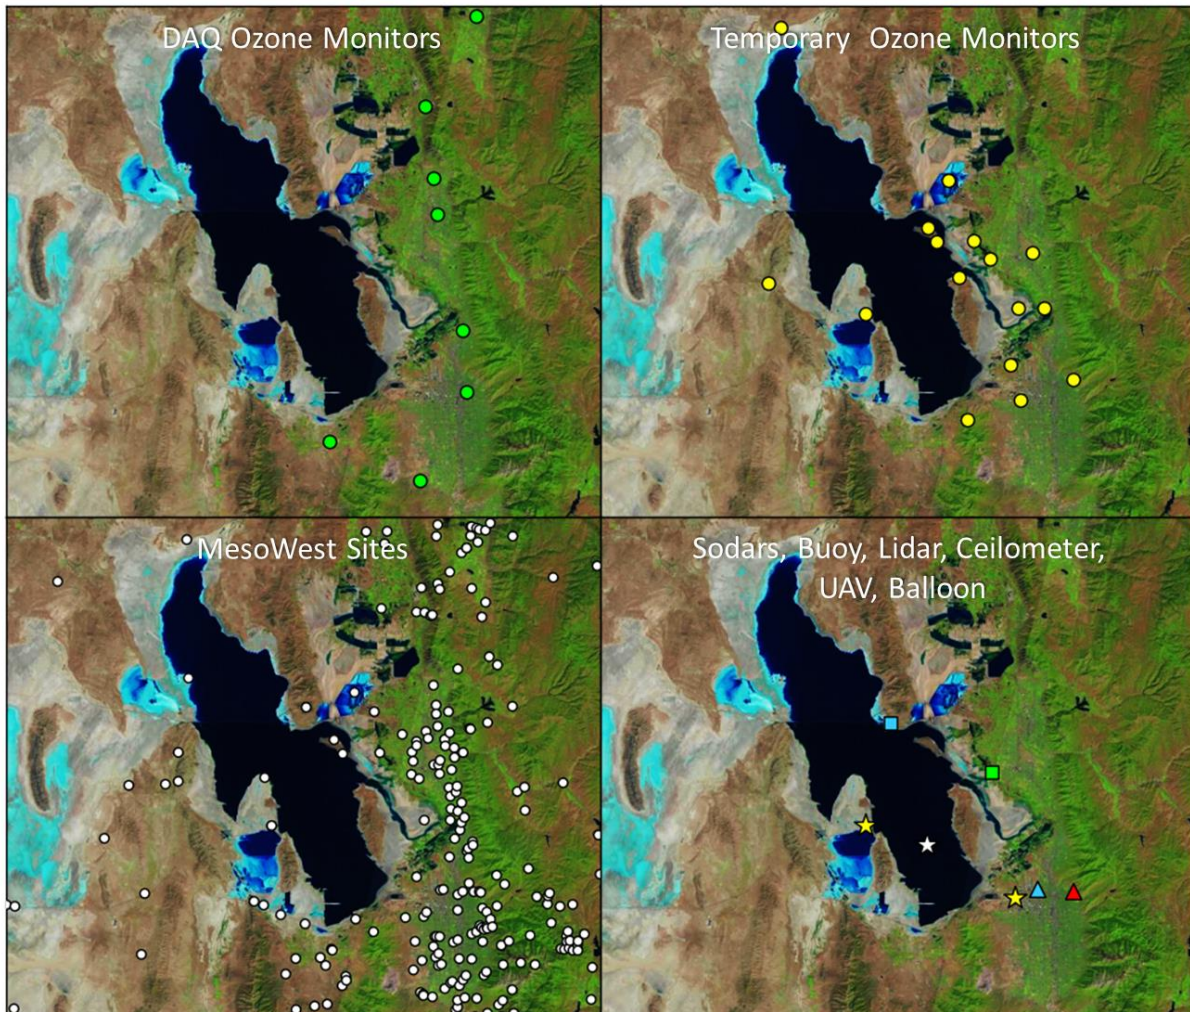 DAQ Ozone Monitors
Temporary Ozone Monitors
MesoWest Sites
Sodars, Buoy, Lidar, Ceilometer,
UAV, Balloon